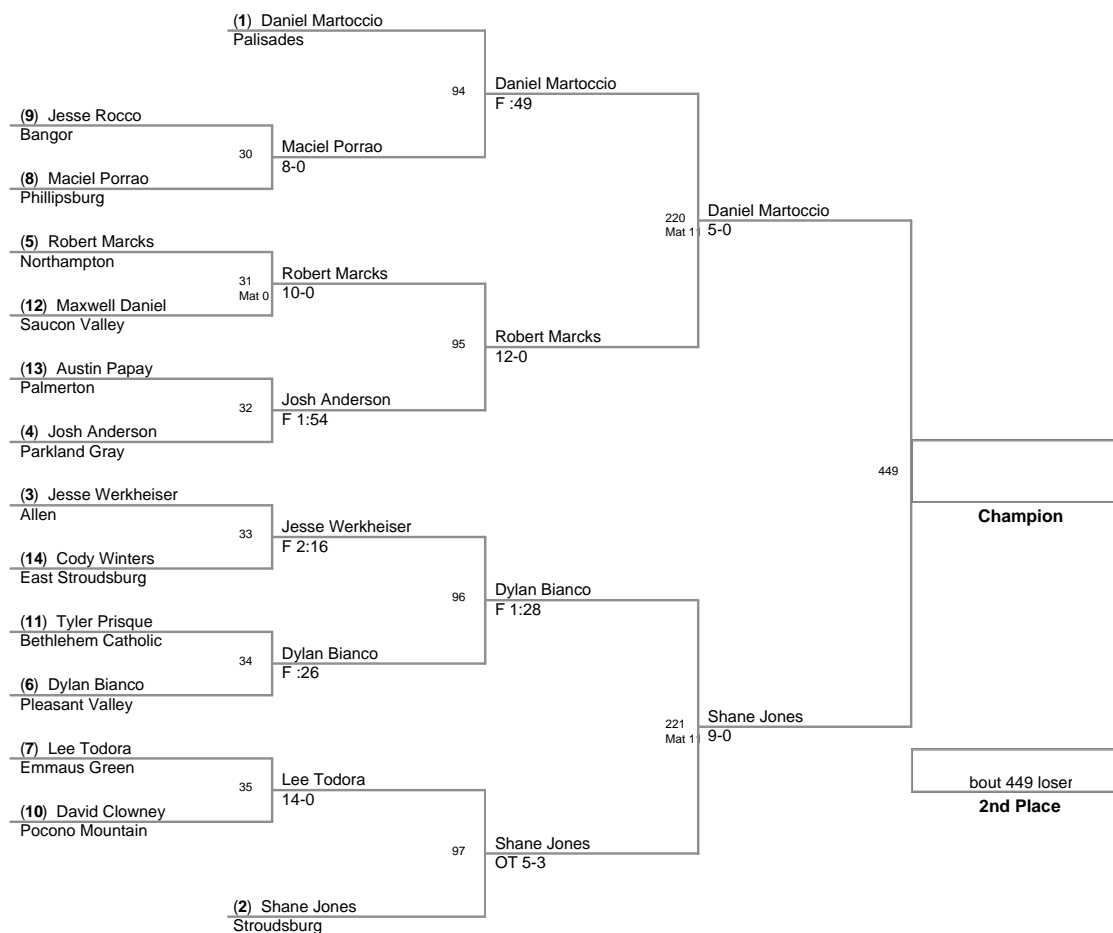 (1) Daniel Martoccio
Palisades
94
Daniel Martoccio
F :49
(9) Jesse Rocco
Bangor
30
Maciel Porrao
8-0
(8) Maciel Porrao
Phillipsburg
220
Mat 11
Daniel Martoccio
5-0
(5) Robert Marcks
Northampton
31
Mat 0
Robert Marcks
10-0
(12) Maxwell Daniel
Saucon Valley
95
Robert Marcks
12-0
(13) Austin Papay
Palmerton
32
Josh Anderson
F 1:54
(4) Josh Anderson
Parkland Gray
449
Champion
(3) Jesse Werkheiser
Allen
33
Jesse Werkheiser
F 2:16
(14) Cody Winters
East Stroudsburg
96
Dylan Bianco
F 1:28
(11) Tyler Prisque
Bethlehem Catholic
34
Dylan Bianco
F :26
(6) Dylan Bianco
Pleasant Valley
221
Mat 11
Shane Jones
9-0
(7) Lee Todora
Emmaus Green
35
Lee Todora
14-0
bout 449 loser
2nd Place
(10) David Clowney
Pocono Mountain
97
Shane Jones
OT 5-3
(2) Shane Jones
Stroudsburg